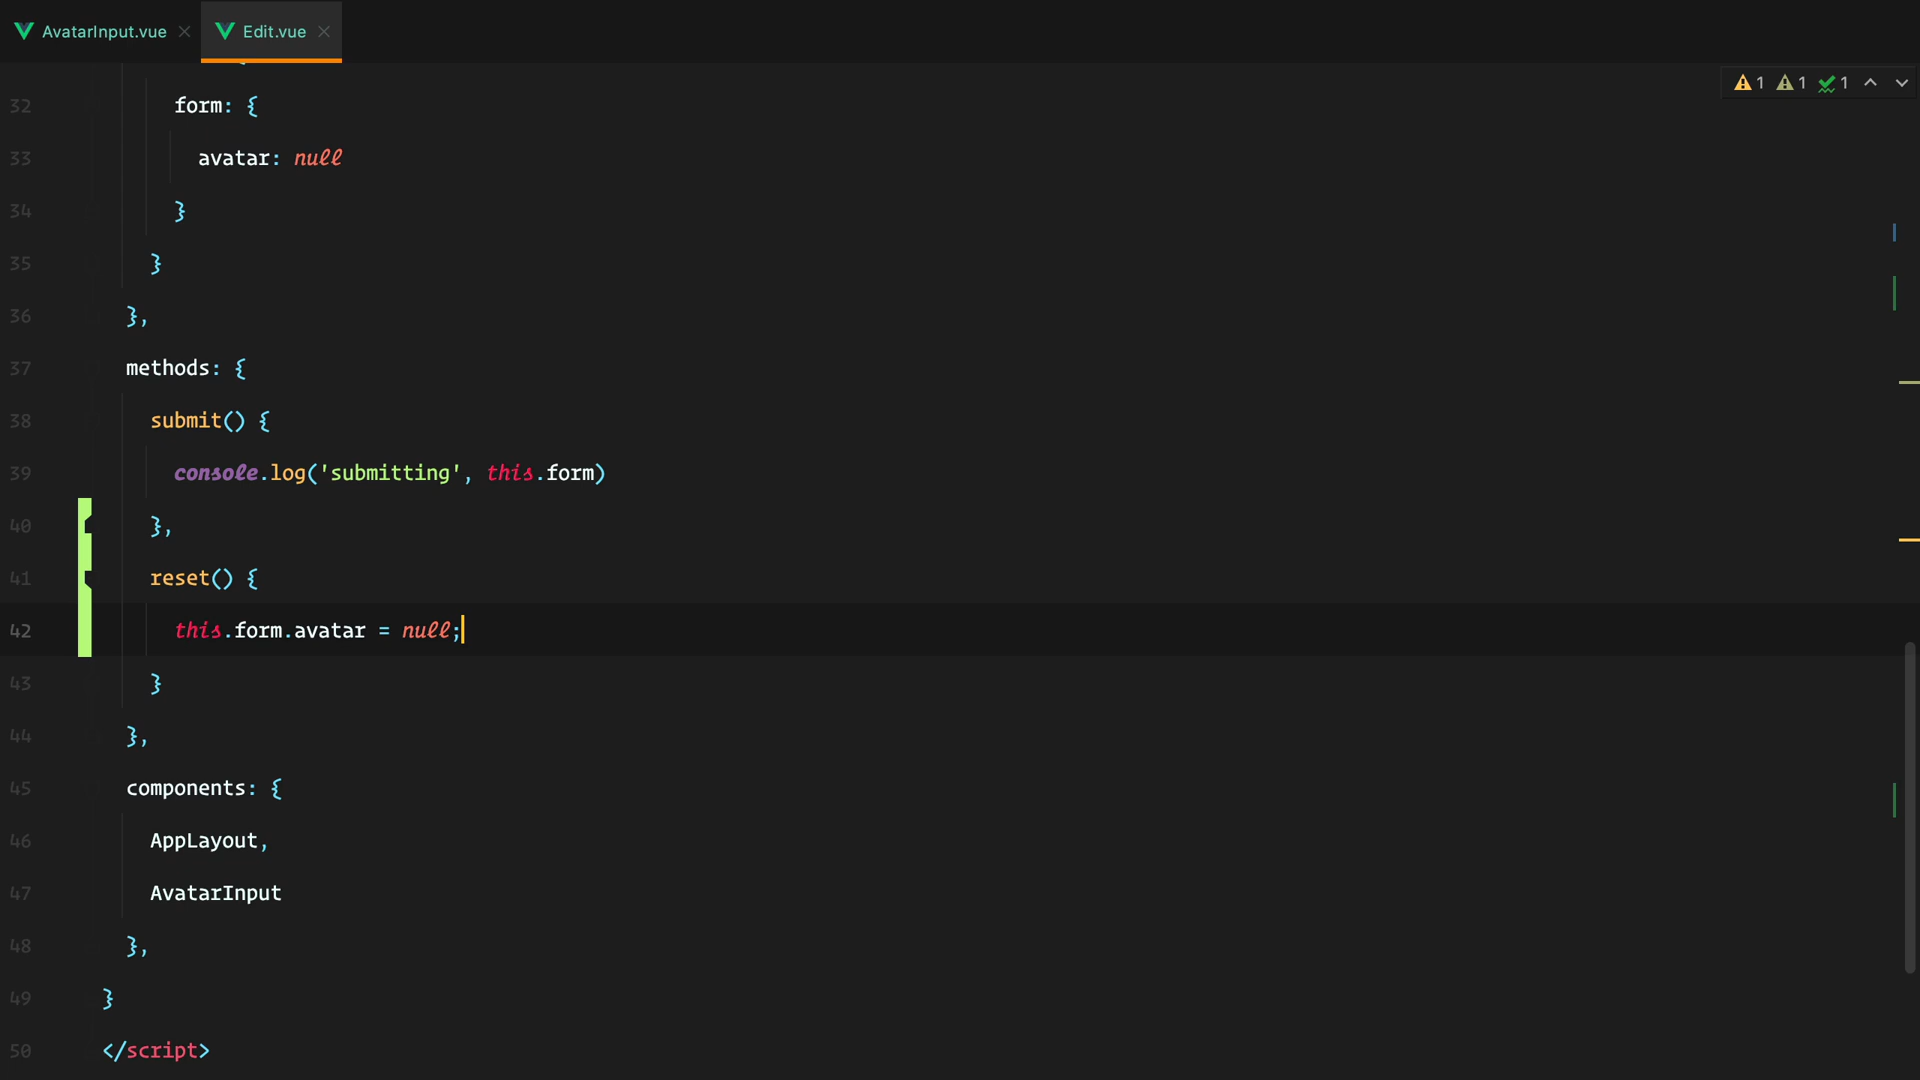 AvatarInput.vue Edit.vue
1 1 1
32 form: {
33 avatar: null
34 }
35 }
36 },
37 methods: {
38 submit() {
39 console.log('submitting', this.form)
40 },
41 reset() {
42 this.form.avatar = null;
43 }
44 },
45 components: {
46 AppLayout,
47 AvatarInput
48 },
49 }
50 </script>